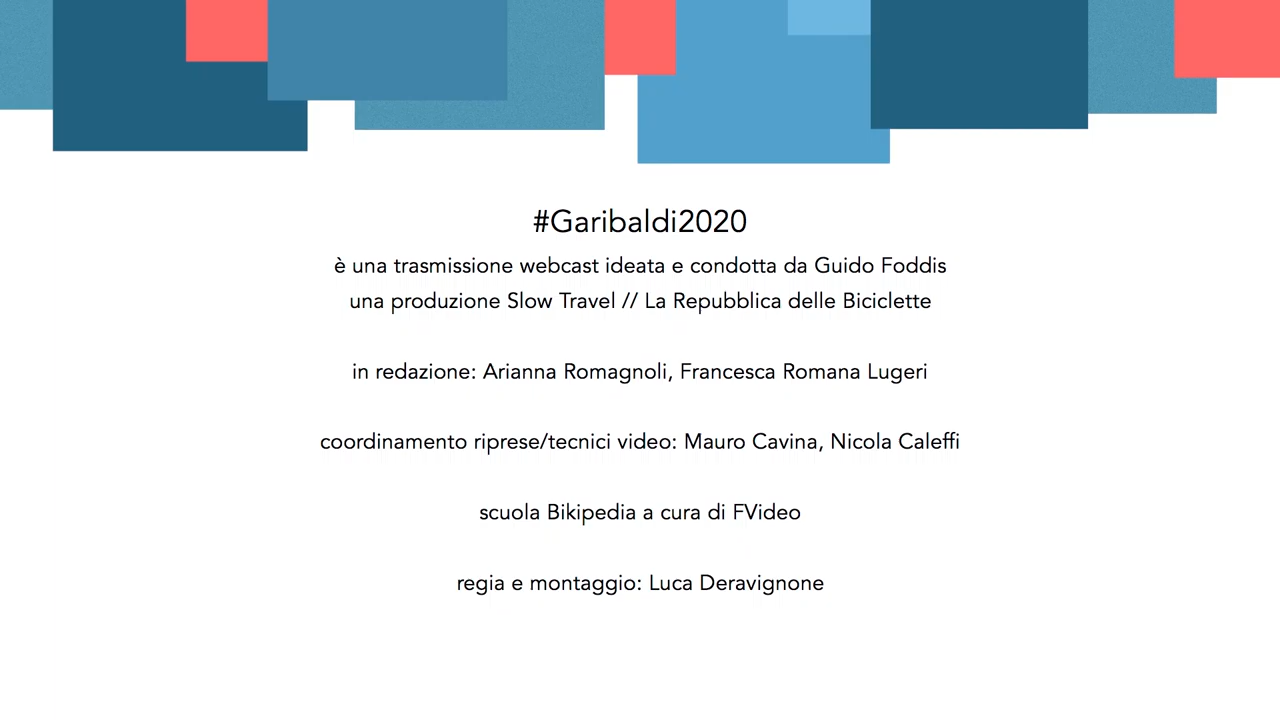 #Garibaldi2020
è una trasmissione webcast ideata e condotta da Guido Foddis
una produzione Slow Travel // La Repubblica delle Biciclette
in redazione: Arianna Romagnoli, Francesca Romana Lugeri
coordinamento riprese/tecnici video: Mauro Cavina, Nicola Caleffi
scuola Bikipedia a cura di FVideo
regia e montaggio: Luca Deravignone